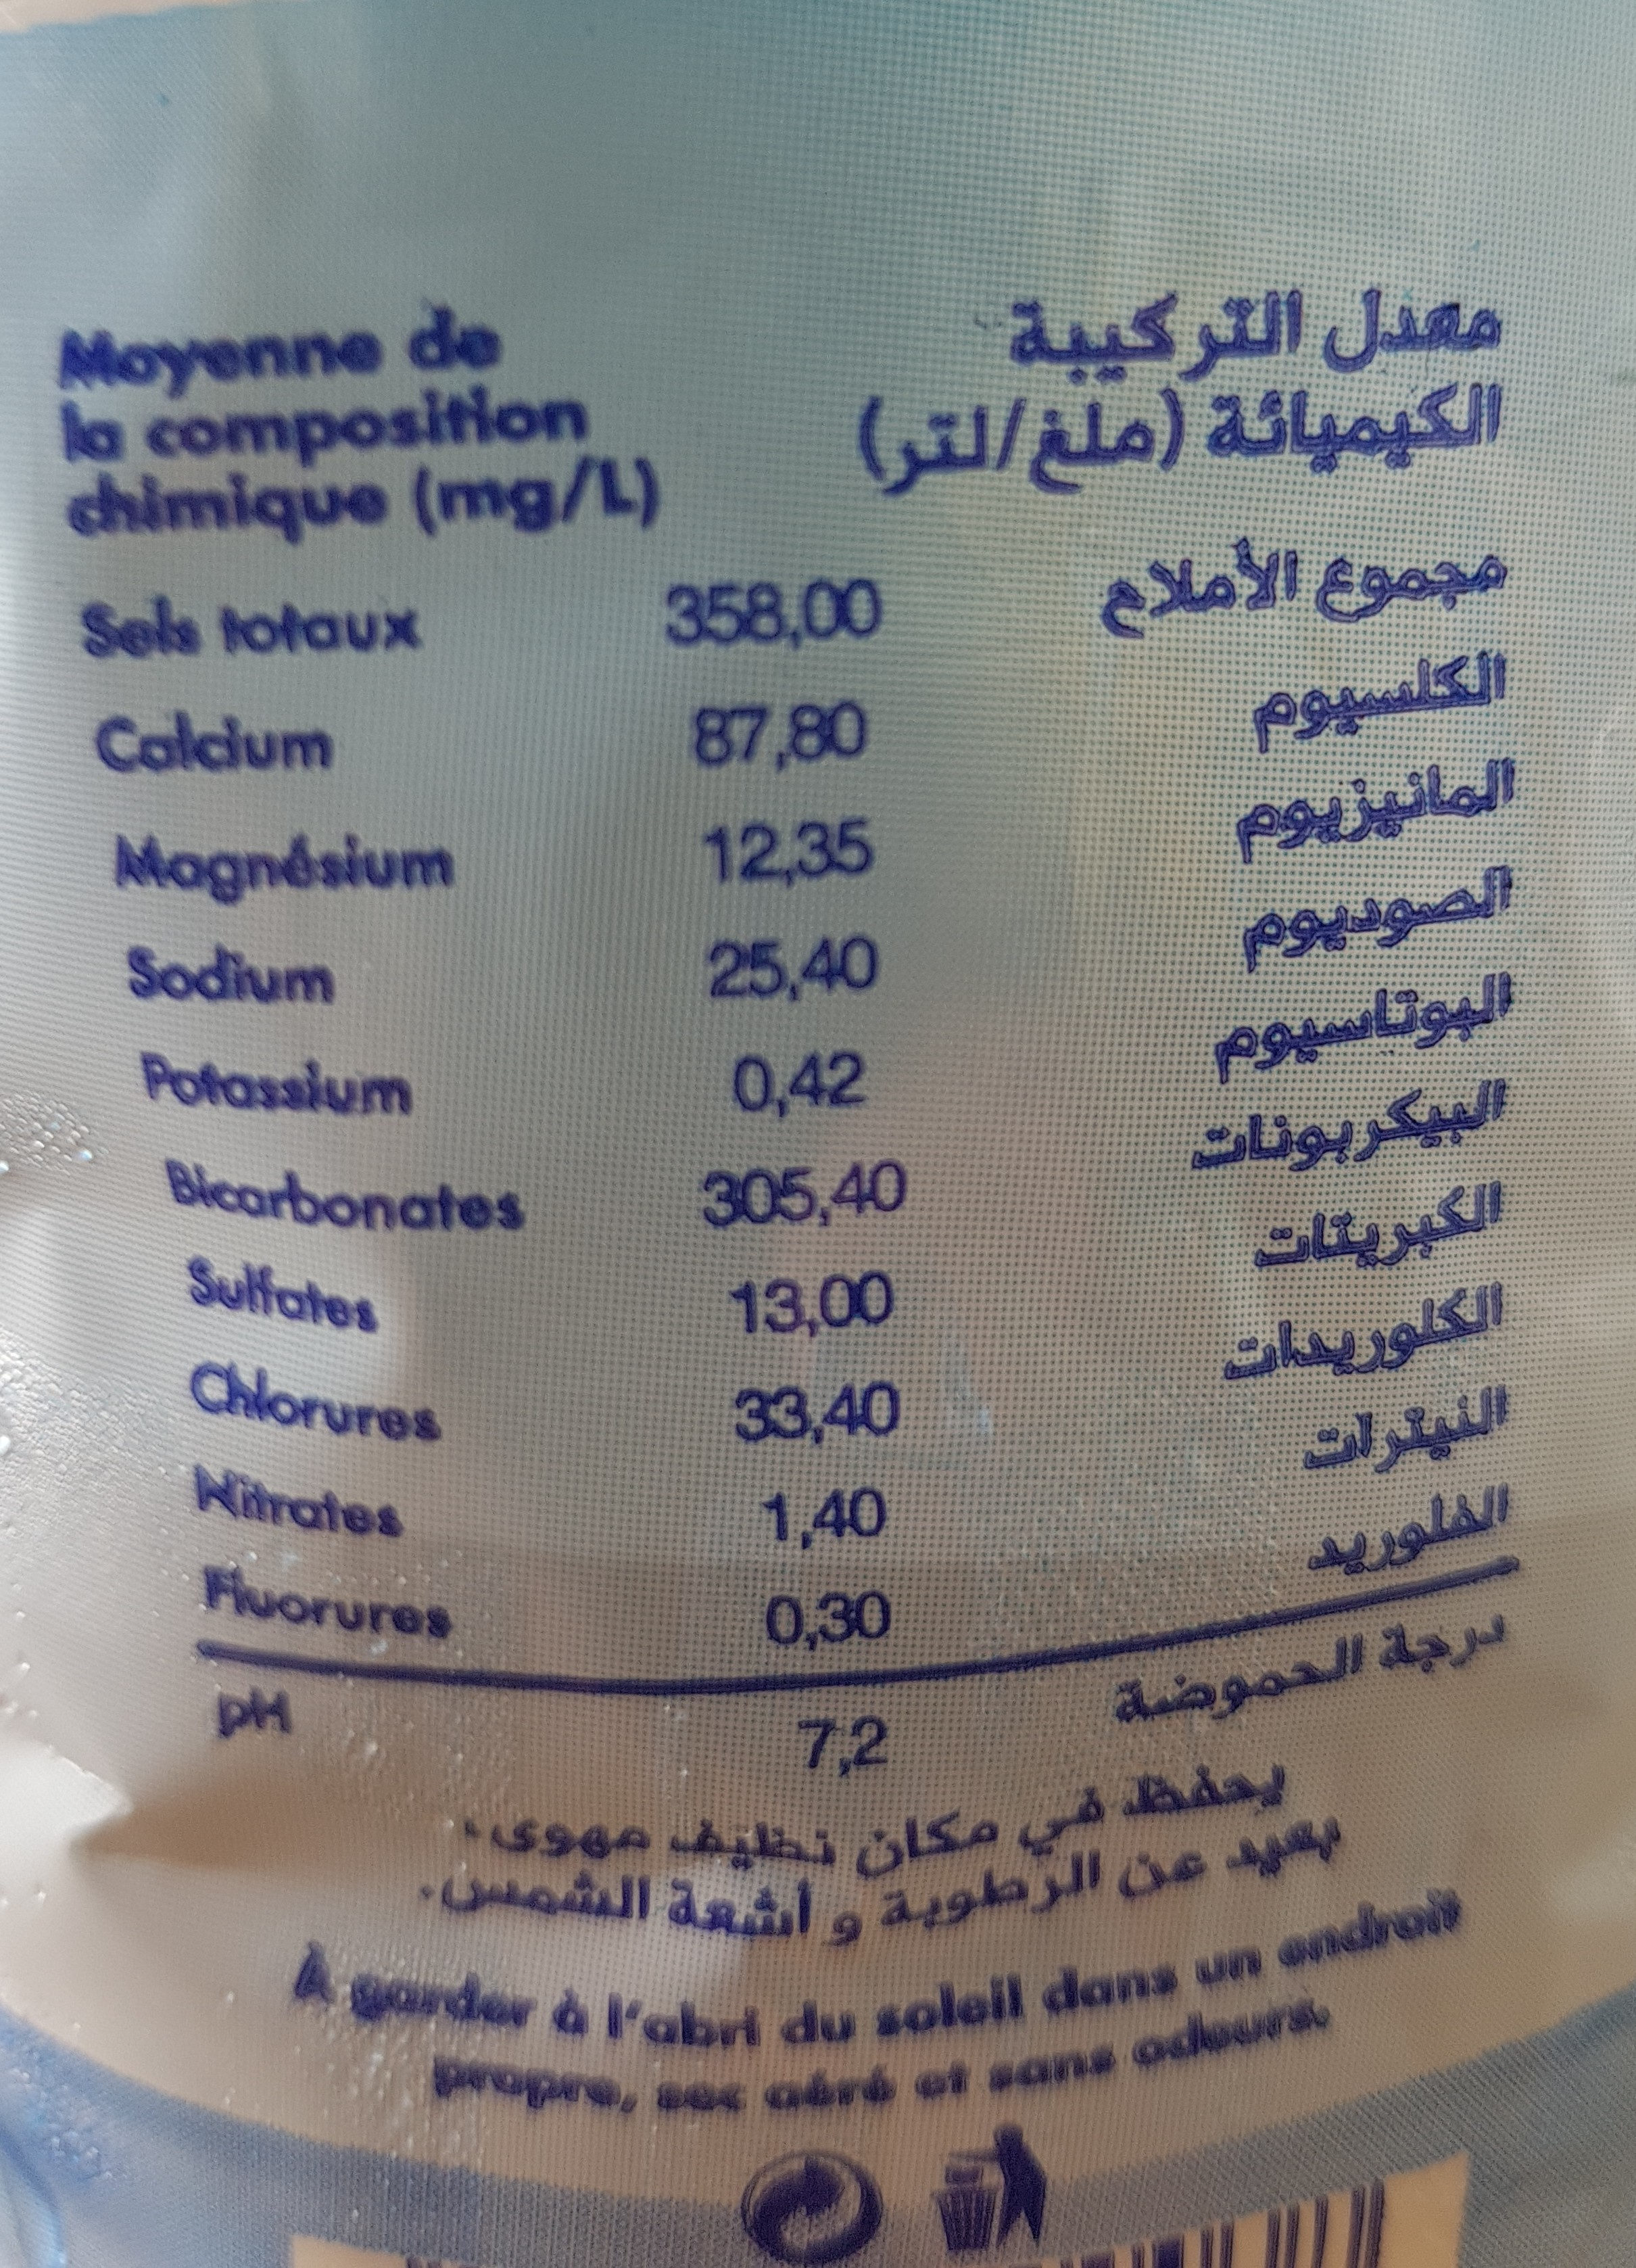 Moyenne de
la composition
chimique (mg/L)
معدل التركيبة
الكيميائة (ملغ/لتر)
Sels totaux 358,00 مجموع الأملاح
Calcium 87,80 الكلسيوم
Magnésium 12,35 المانيزيوم
Sodium 25,40 الصوديوم
Potassium 0,42 البوتاسيوم
Bicarbonates 305,40 البيكربونات
Sulfates 13,00 الكبريتات
Chlorures 33,40 الكلوريدات
Nitrates 1,40 النيترات
Fluorures 0,30 الفلوريد
pH 7,2 درجة الحموضة
يحفظ في مكان نظيف مهوى،
بعيد عن الرطوبة و أشعة الشمس.
À garder à l'abri du soleil dans un endroit
propre, sec aéré et sans odeurs.